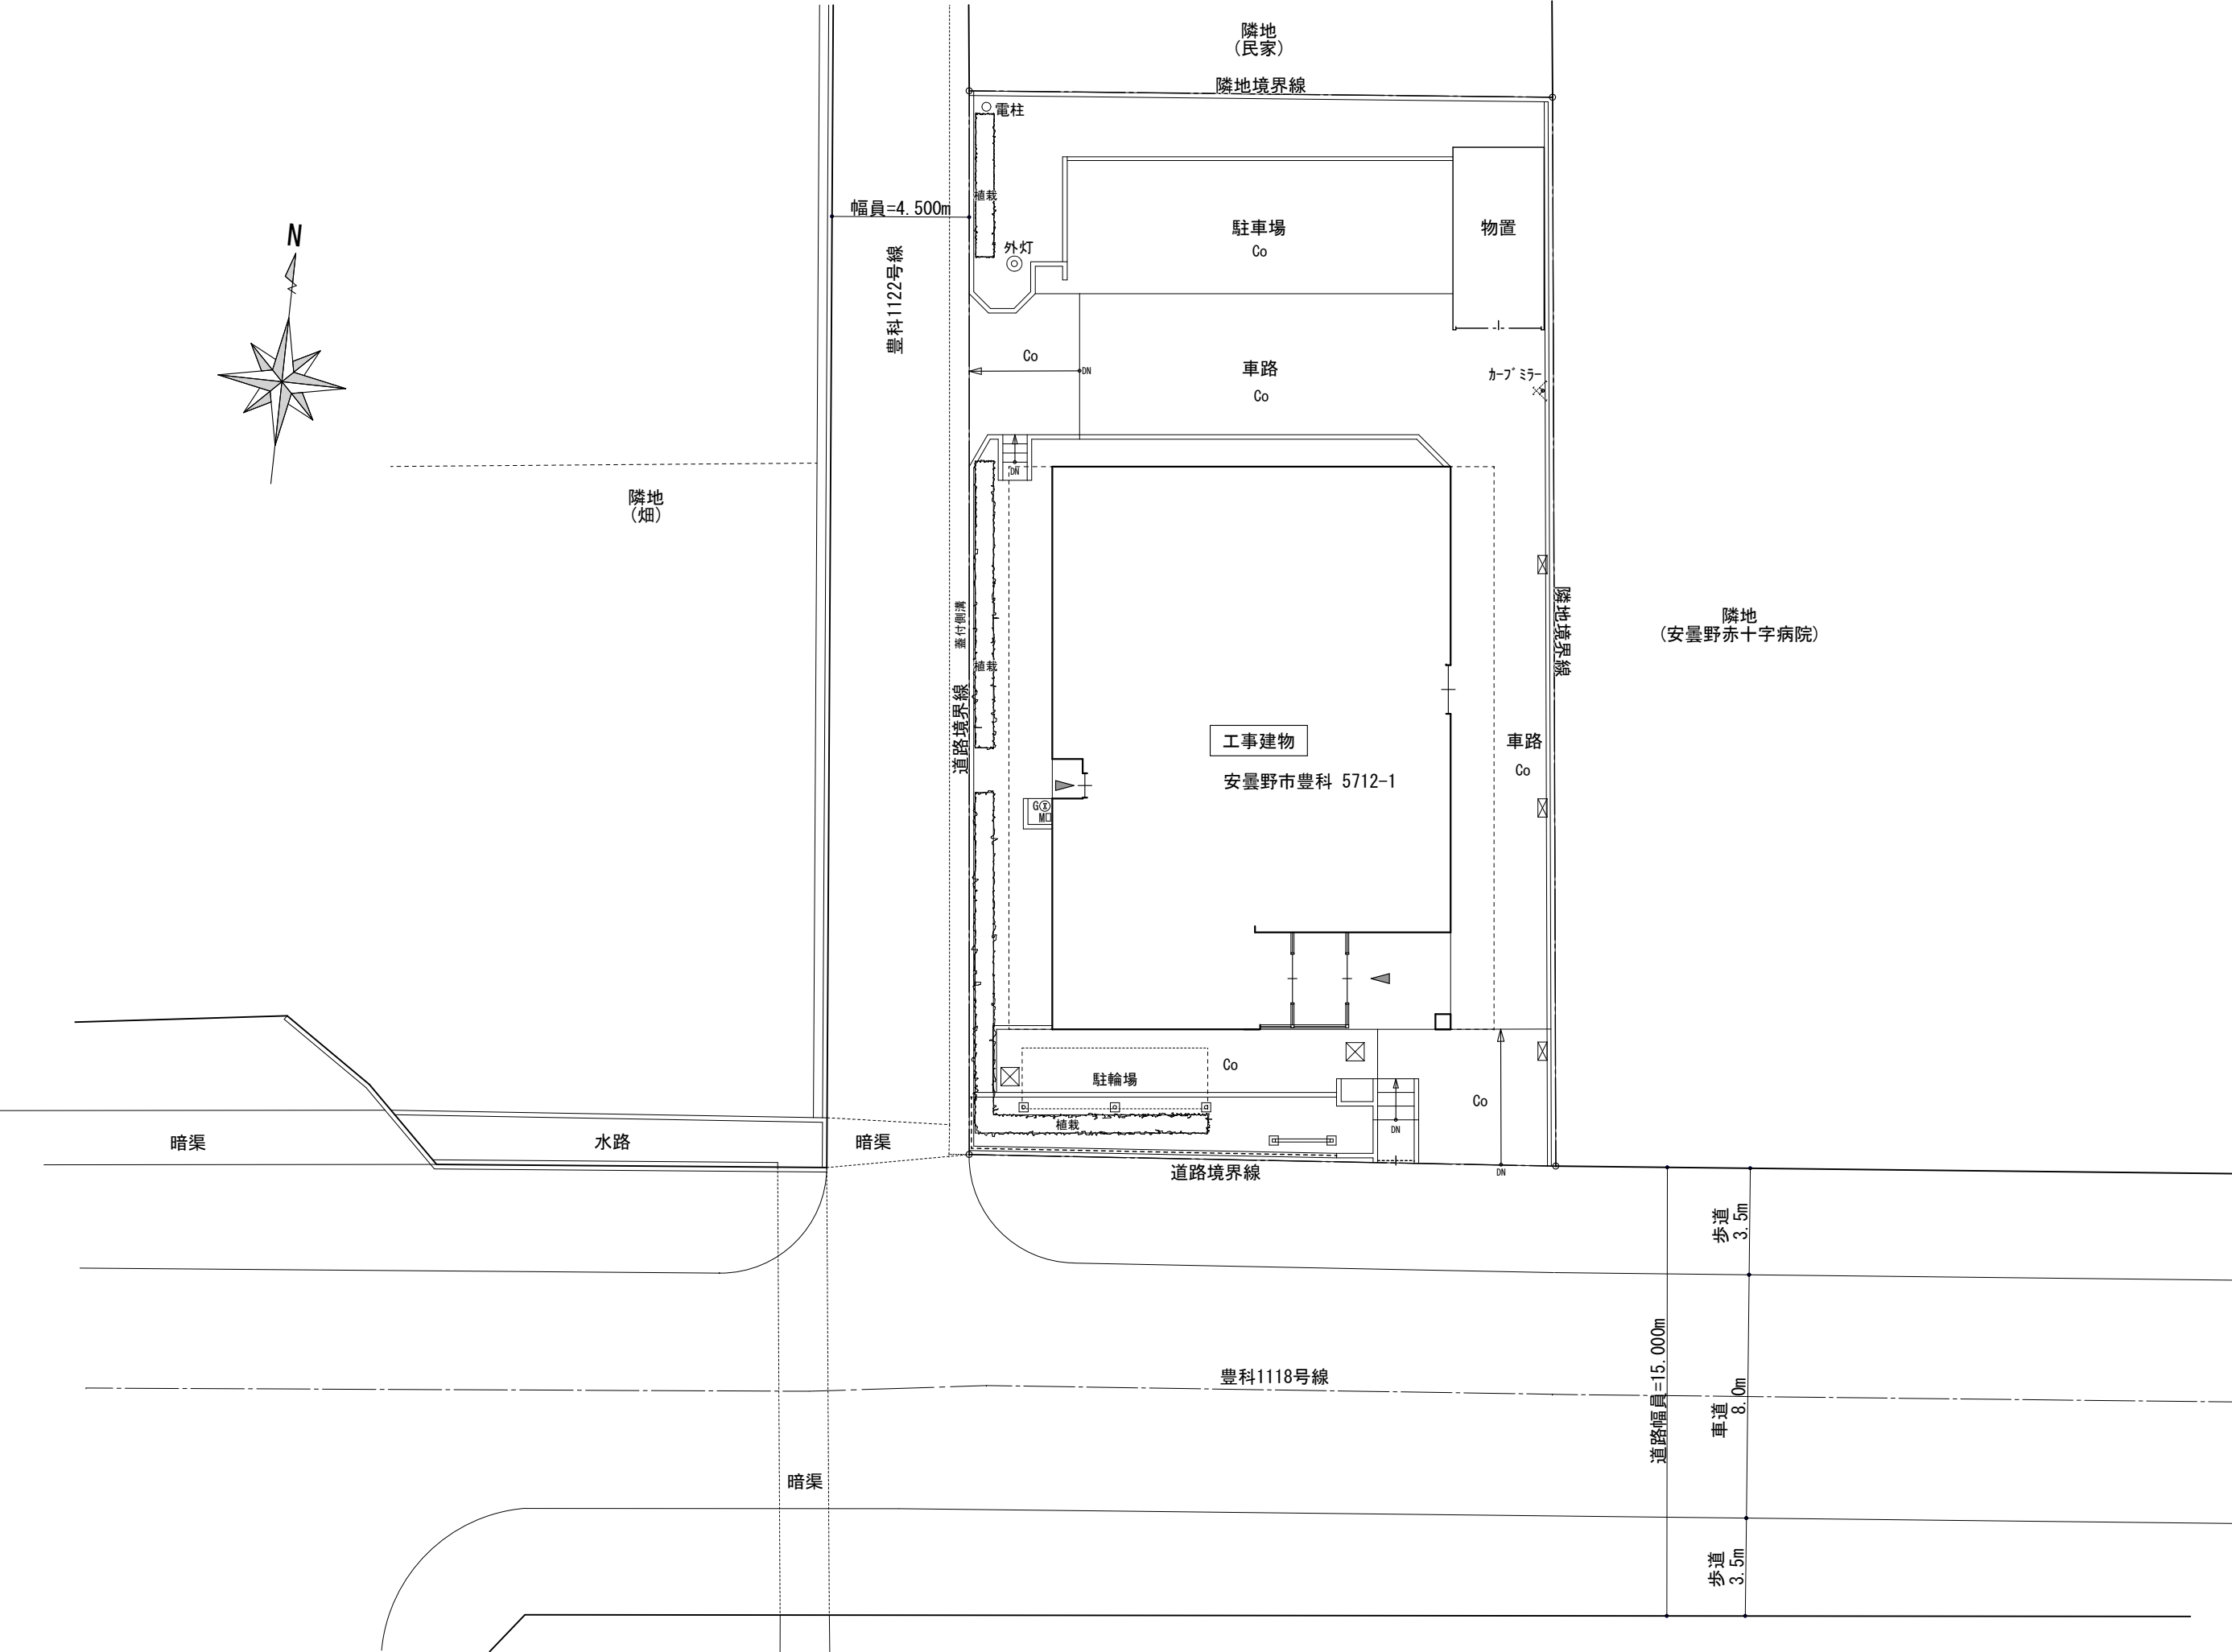 隣地
(民家)
隣地境界線
電柱
植栽
幅員=4.500m
N
豊科1122号線
外灯
駐車場
Co
物置
Co
DN
車路
Co
ｶｰﾌﾞﾐﾗｰ
DN
隣地
(畑)
蓋付側溝
植栽
道路境界線
隣地境界線
隣地
(安曇野赤十字病院)
工事建物
安曇野市豊科 5712-1
車路
Co
G
M
Co
駐輪場
Co
植栽
DN
DN
暗渠
水路
暗渠
道路境界線
歩道
3.5m
豊科1118号線
道路幅員=15.000m
車道
8.0m
暗渠
歩道
3.5m